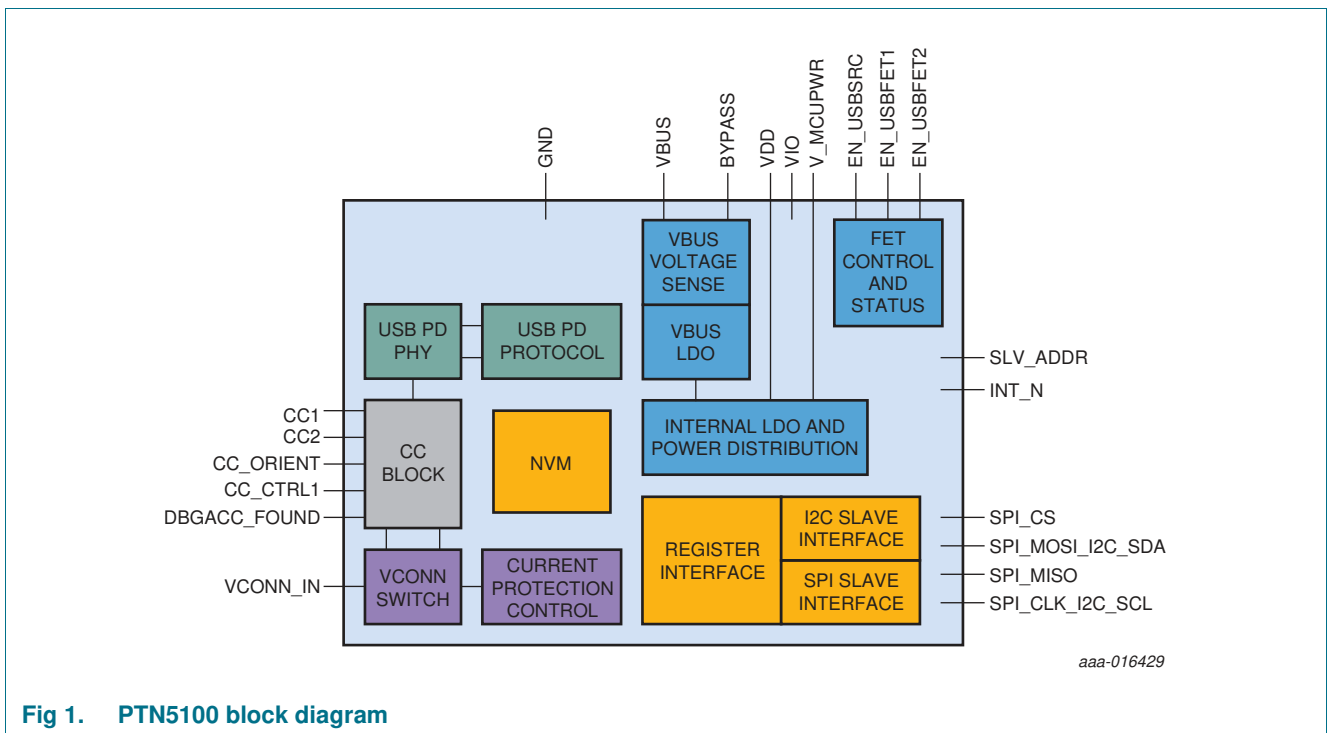 GND
VBUS
BYPASS
VDD
VIO
V_MCUPWR
EN_USBSRC
EN_USBFET1
EN_USBFET2
VBUS
VOLTAGE
SENSE
FET
CONTROL
AND
STATUS
USB PD
PHY
USB PD
PROTOCOL
VBUS
LDO
SLV_ADDR
INT_N
CC1
CC2
CC_ORIENT
CC_CTRL1
DBGACC_FOUND
CC
BLOCK
NVM
INTERNAL LDO AND
POWER DISTRIBUTION
VCONN_IN
VCONN
SWITCH
CURRENT
PROTECTION
CONTROL
REGISTER
INTERFACE
I2C SLAVE
INTERFACE
SPI SLAVE
INTERFACE
SPI_CS
SPI_MOSI_I2C_SDA
SPI_MISO
SPI_CLK_I2C_SCL
aaa-016429
Fig 1. PTN5100 block diagram